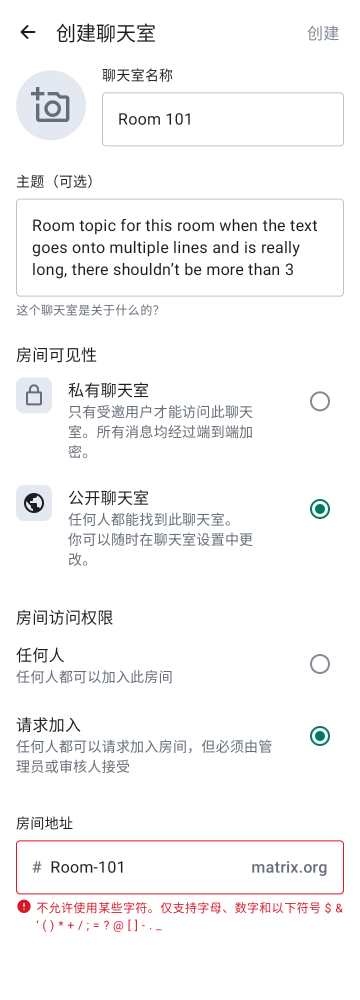 创建聊天室
创建
聊天室名称
Room 101
主题（可选）
Room topic for this room when the text
goes onto multiple lines and is really
long, there shouldn’t be more than 3
这个聊天室是关于什么的？
房间可见性
私有聊天室
只有受邀用户才能访问此聊天
室。所有消息均经过端到端加
密。
公开聊天室
任何人都能找到此聊天室。
你可以随时在聊天室设置中更
改。
房间访问权限
任何人
任何人都可以加入此房间
请求加入
任何人都可以请求加入房间，但必须由管
理员或审核人接受
房间地址
# Room-101 matrix.org
不允许使用某些字符。仅支持字母、数字和以下符号 $ &
‘ ( ) * + / ; = ? @ [ ] - . _